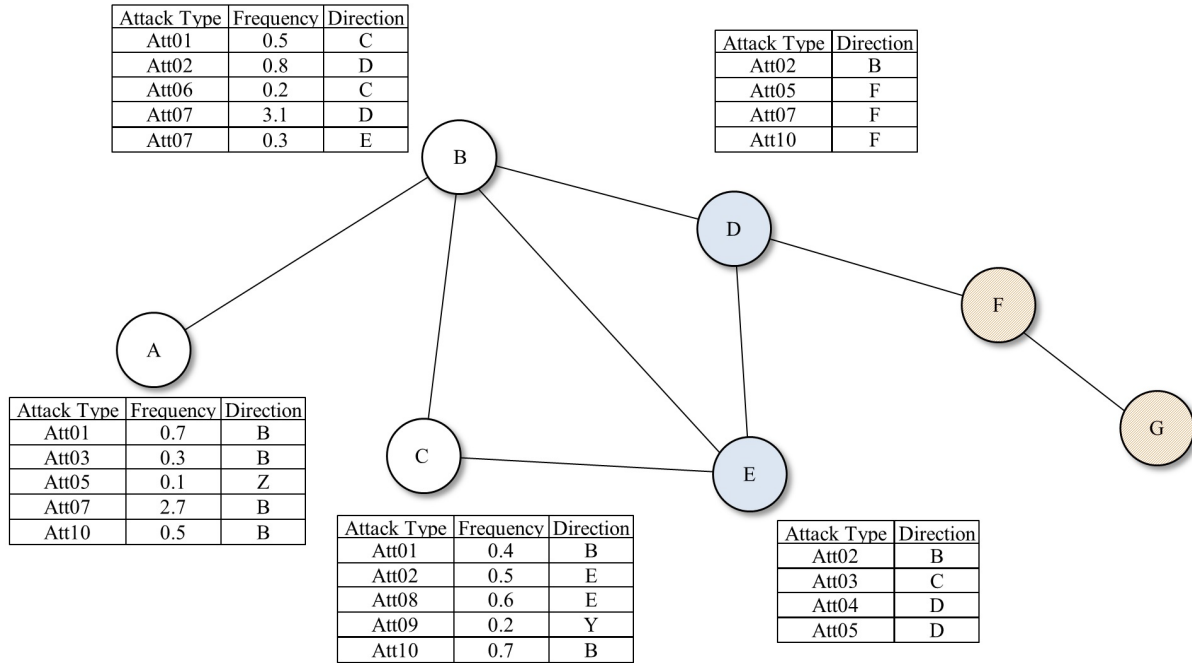 Attack Type Frequency Direction
Att01 0.5 C
Att02 0.8 D
Att06 0.2 C
Att07 3.1 D
Att07 0.3 E
Attack Type Direction
Att02 B
Att05 F
Att07 F
Att10 F
B
D
F
A
G
C
E
Attack Type Frequency Direction
Att01 0.7 B
Att03 0.3 B
Att05 0.1 Z
Att07 2.7 B
Att10 0.5 B
Attack Type Frequency Direction
Att01 0.4 B
Att02 0.5 E
Att08 0.6 E
Att09 0.2 Y
Att10 0.7 B
Attack Type Direction
Att02 B
Att03 C
Att04 D
Att05 D